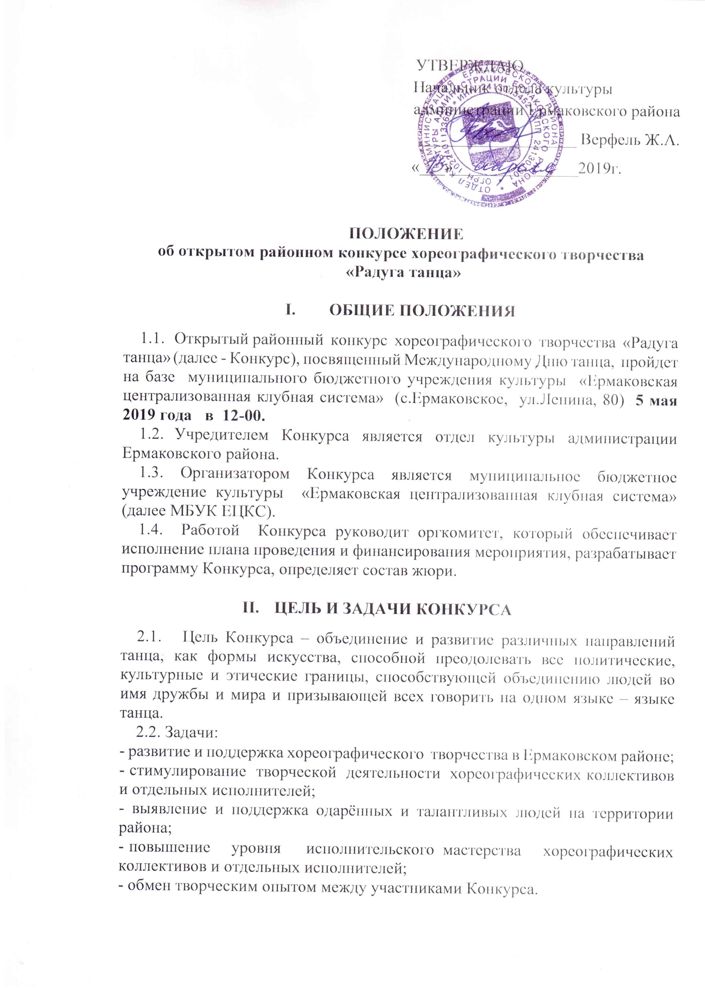 УТВЕРЖДАЮ
Начальник отдела культуры
администрации Ермаковского района
Верфель Ж.А.
« » апреля 2019г.
АДМИНИСТРАЦИЯ ЕРМАКОВСКОГО РАЙОНА
ОТДЕЛ КУЛЬТУРЫ АДМИНИСТРАЦИИ ЕРМАКОВСКОГО РАЙОНА
ПОЛОЖЕНИЕ
об открытом районном конкурсе хореографического творчества
«Радуга танца»
I. ОБЩИЕ ПОЛОЖЕНИЯ
1.1. Открытый районный конкурс хореографического творчества «Радуга
танца» (далее - Конкурс), посвященный Международному Дню танца, пройдет
на базе муниципального бюджетного учреждения культуры «Ермаковская
централизованная клубная система» (с.Ермаковское, ул.Ленина, 80) 5 мая
2019 года в 12-00.
1.2. Учредителем Конкурса является отдел культуры администрации
Ермаковского района.
1.3. Организатором Конкурса является муниципальное бюджетное
учреждение культуры «Ермаковская централизованная клубная система»
(далее МБУК ЕЦКС).
1.4. Работой Конкурса руководит оргкомитет, который обеспечивает
исполнение плана проведения и финансирования мероприятия, разрабатывает
программу Конкурса, определяет состав жюри.
II. ЦЕЛЬ И ЗАДАЧИ КОНКУРСА
2.1. Цель Конкурса – объединение и развитие различных направлений
танца, как формы искусства, способной преодолевать все политические,
культурные и этические границы, способствующей объединению людей во
имя дружбы и мира и призывающей всех говорить на одном языке – языке
танца.
2.2. Задачи:
- развитие и поддержка хореографического творчества в Ермаковском районе;
- стимулирование творческой деятельности хореографических коллективов
и отдельных исполнителей;
- выявление и поддержка одарённых и талантливых людей на территории
района;
- повышение уровня исполнительского мастерства хореографических
коллективов и отдельных исполнителей;
- обмен творческим опытом между участниками Конкурса.